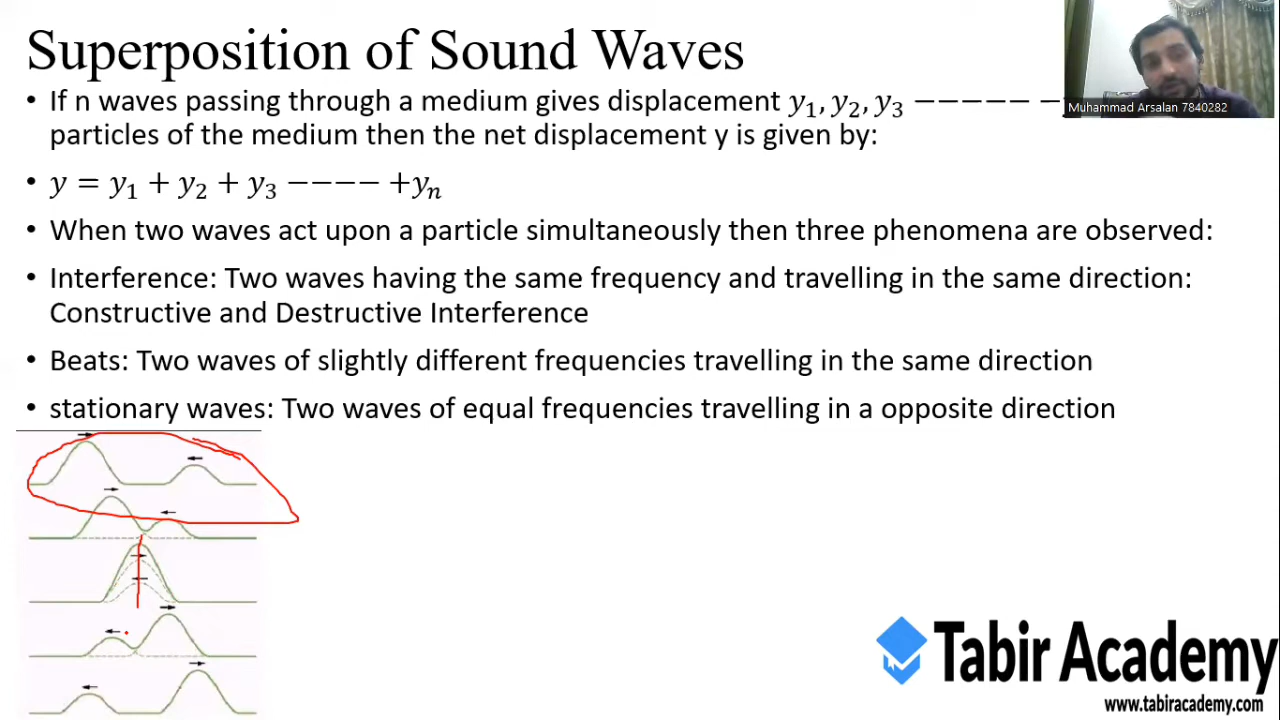 Superposition of Sound Waves
• If n waves passing through a medium gives displacement y₁, y₂, y₃ −−−−− −
particles of the medium then the net displacement y is given by:
• y = y₁ + y₂ + y₃ −−−− +yₙ
• When two waves act upon a particle simultaneously then three phenomena are observed:
• Interference: Two waves having the same frequency and travelling in the same direction:
Constructive and Destructive Interference
• Beats: Two waves of slightly different frequencies travelling in the same direction
• stationary waves: Two waves of equal frequencies travelling in a opposite direction
Muhammad Arsalan 7840282
Tabir Academy
www.tabiracademy.com